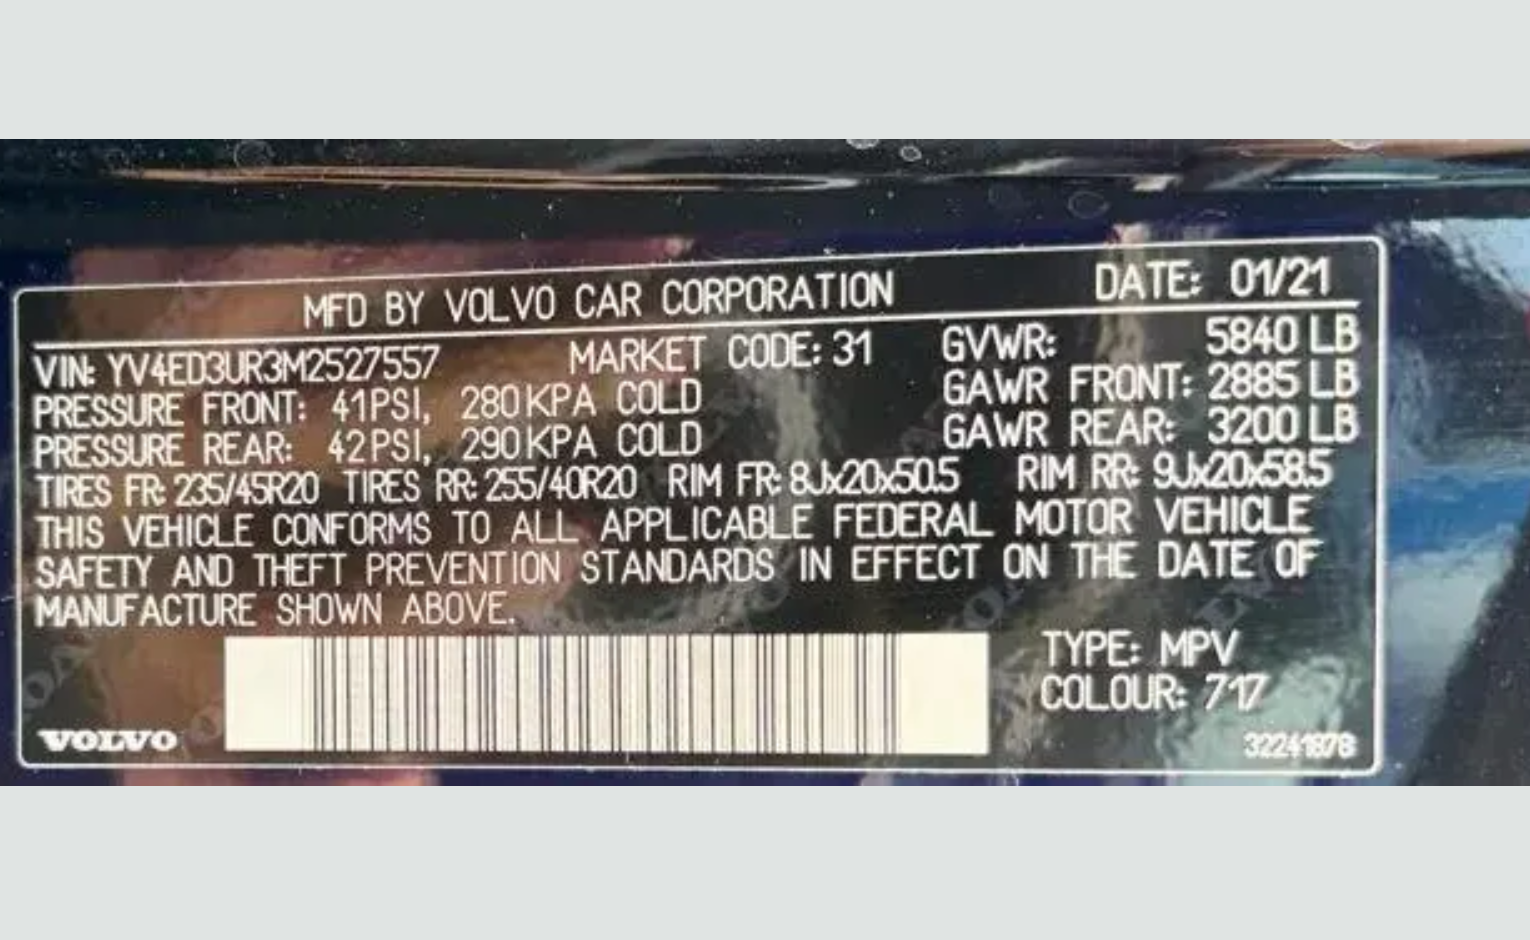 MFD BY VOLVO CAR CORPORATION DATE: 01/21
VIN: YV4ED3UR3M2527557 MARKET CODE: 31 GVWR: 5840 LB
PRESSURE FRONT: 41PSI, 280KPA COLD GAWR FRONT: 2885 LB
PRESSURE REAR: 42PSI, 290KPA COLD GAWR REAR: 3200 LB
TIRES FR: 235/45R20 TIRES RR: 255/40R20 RIM FR: 8Jx20x50.5 RIM RR: 9Jx20x58.5
THIS VEHICLE CONFORMS TO ALL APPLICABLE FEDERAL MOTOR VEHICLE
SAFETY AND THEFT PREVENTION STANDARDS IN EFFECT ON THE DATE OF
MANUFACTURE SHOWN ABOVE.
TYPE: MPV
COLOUR: 717
VOLVO 32241878